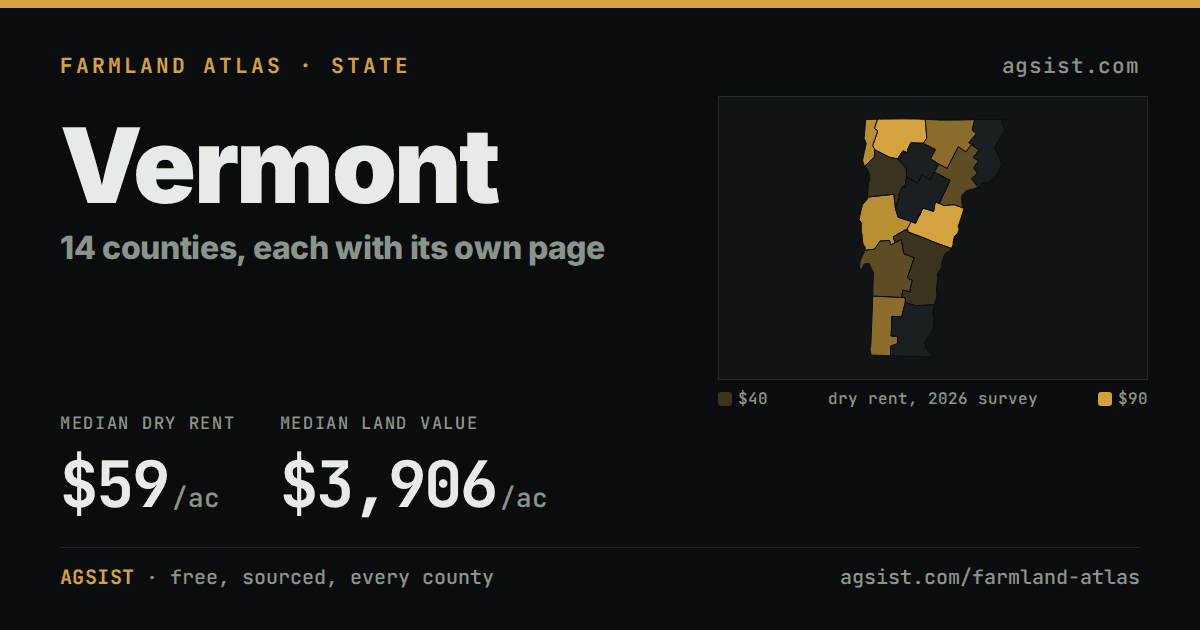 FARMLAND ATLAS · STATE
agsist.com
Vermont
14 counties, each with its own page
$40
dry rent, 2026 survey
$90
MEDIAN DRY RENT
MEDIAN LAND VALUE
$59/ac
$3,906/ac
AGSIST · free, sourced, every county
agsist.com/farmland-atlas